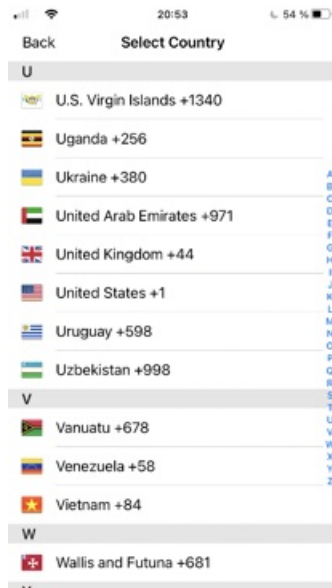 20:53
54 %
Back
Select Country
U
U.S. Virgin Islands +1340
Uganda +256
Ukraine +380
United Arab Emirates +971
United Kingdom +44
United States +1
Uruguay +598
Uzbekistan +998
V
Vanuatu +678
Venezuela +58
Vietnam +84
W
Wallis and Futuna +681
A
B
C
D
E
F
G
H
I
J
K
L
M
N
O
P
Q
R
S
T
U
V
W
X
Y
Z